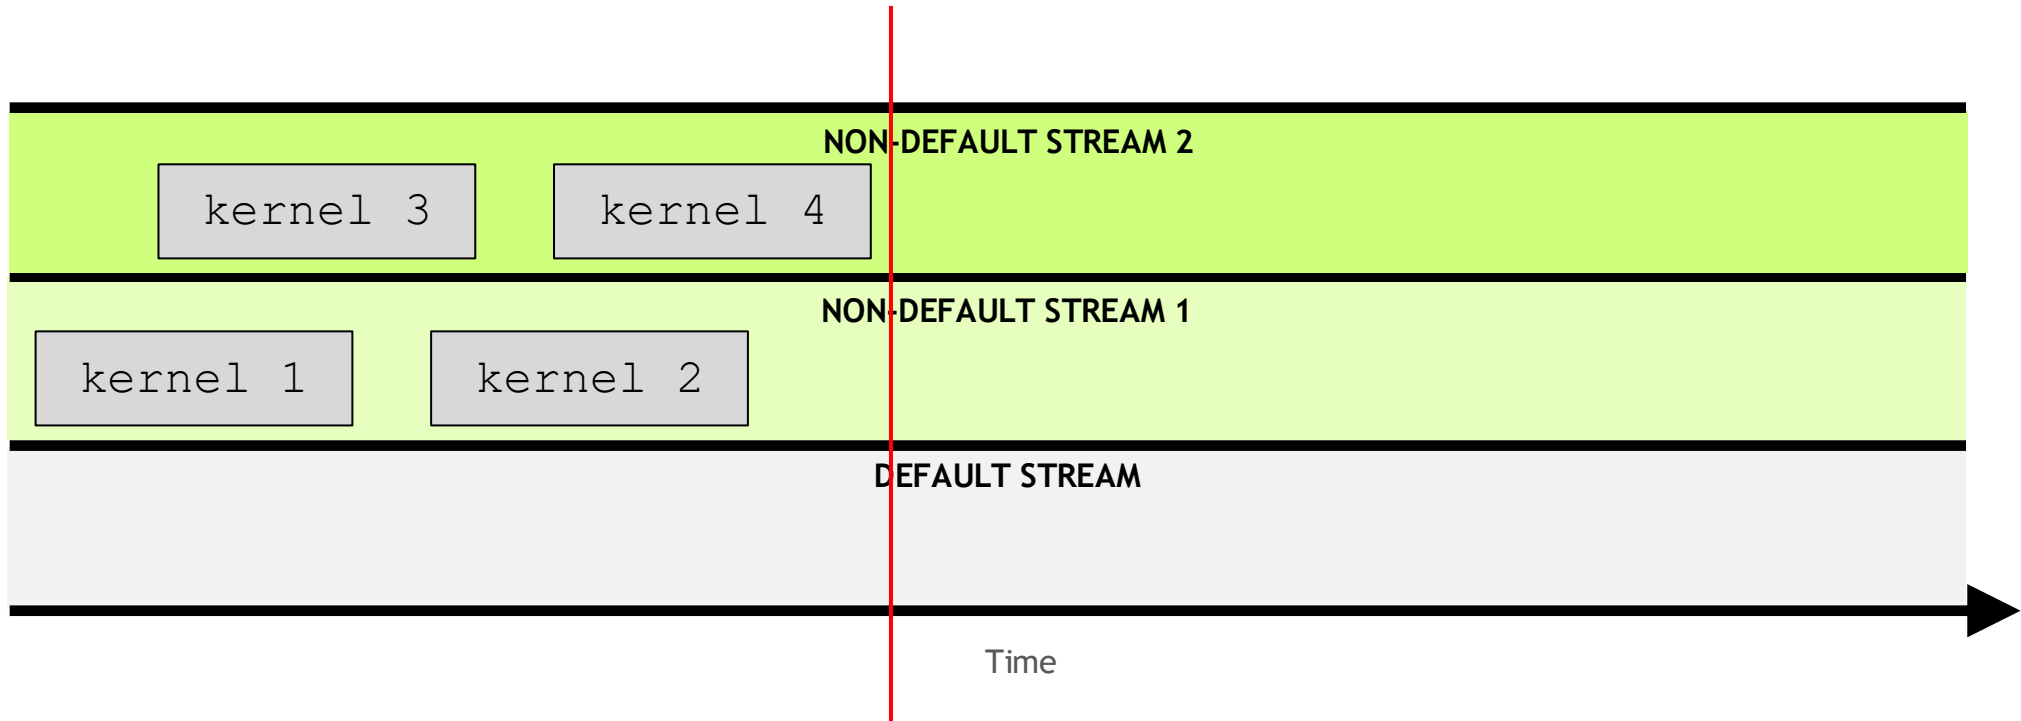 NON-DEFAULT STREAM 2
kernel 3
kernel 4
NON-DEFAULT STREAM 1
kernel 1
kernel 2
DEFAULT STREAM
Time